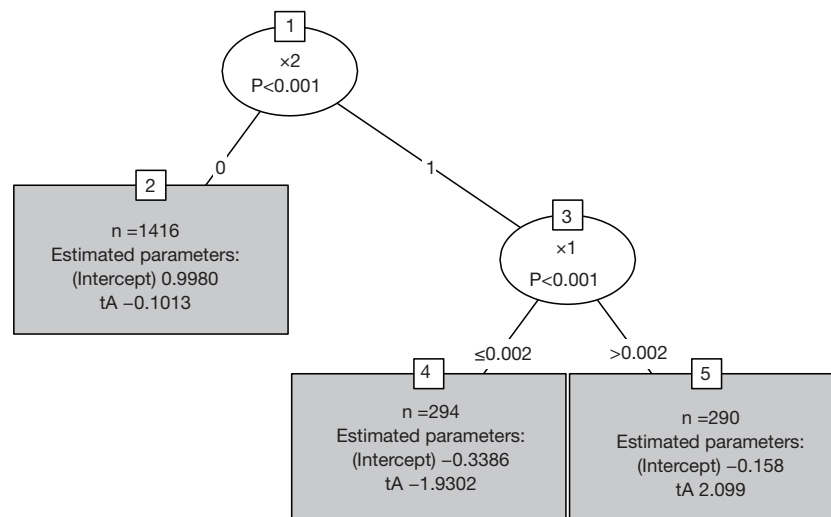 1
×2
P<0.001
0
1
2
n =1416
Estimated parameters:
(Intercept) 0.9980
tA −0.1013
3
×1
P<0.001
≤0.002
>0.002
4
n =294
Estimated parameters:
(Intercept) −0.3386
tA −1.9302
5
n =290
Estimated parameters:
(Intercept) −0.158
tA 2.099